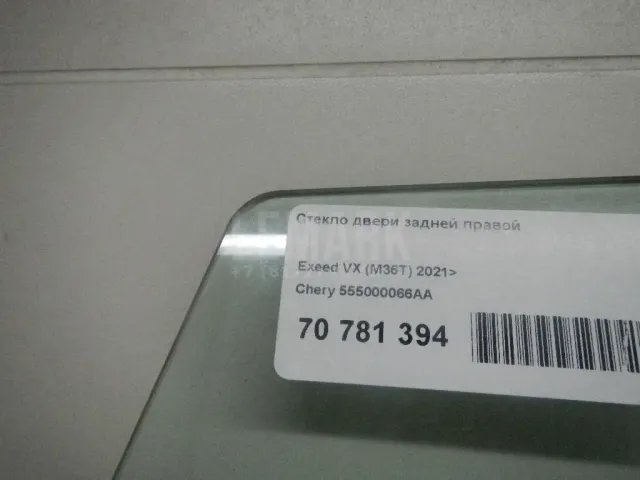 Стекло двери задней правой
Exeed VX (M36T) 2021>
Chery 555000066AA
70 781 394